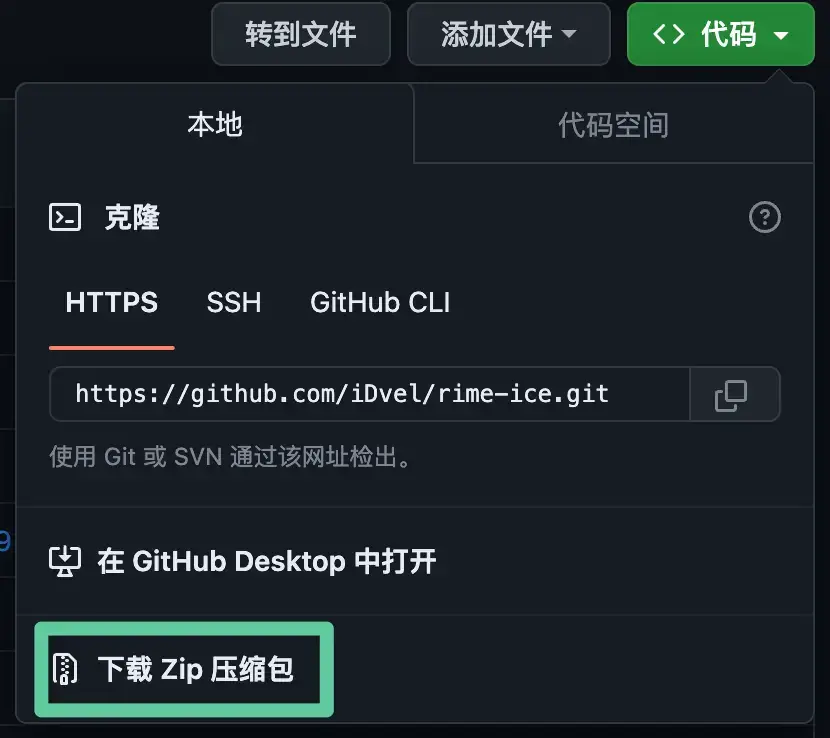 转到文件
添加文件
代码
本地
代码空间
克隆
HTTPS
SSH
GitHub CLI
https://github.com/iDvel/rime-ice.git
使用 Git 或 SVN 通过该网址检出。
9
在 GitHub Desktop 中打开
下载 Zip 压缩包